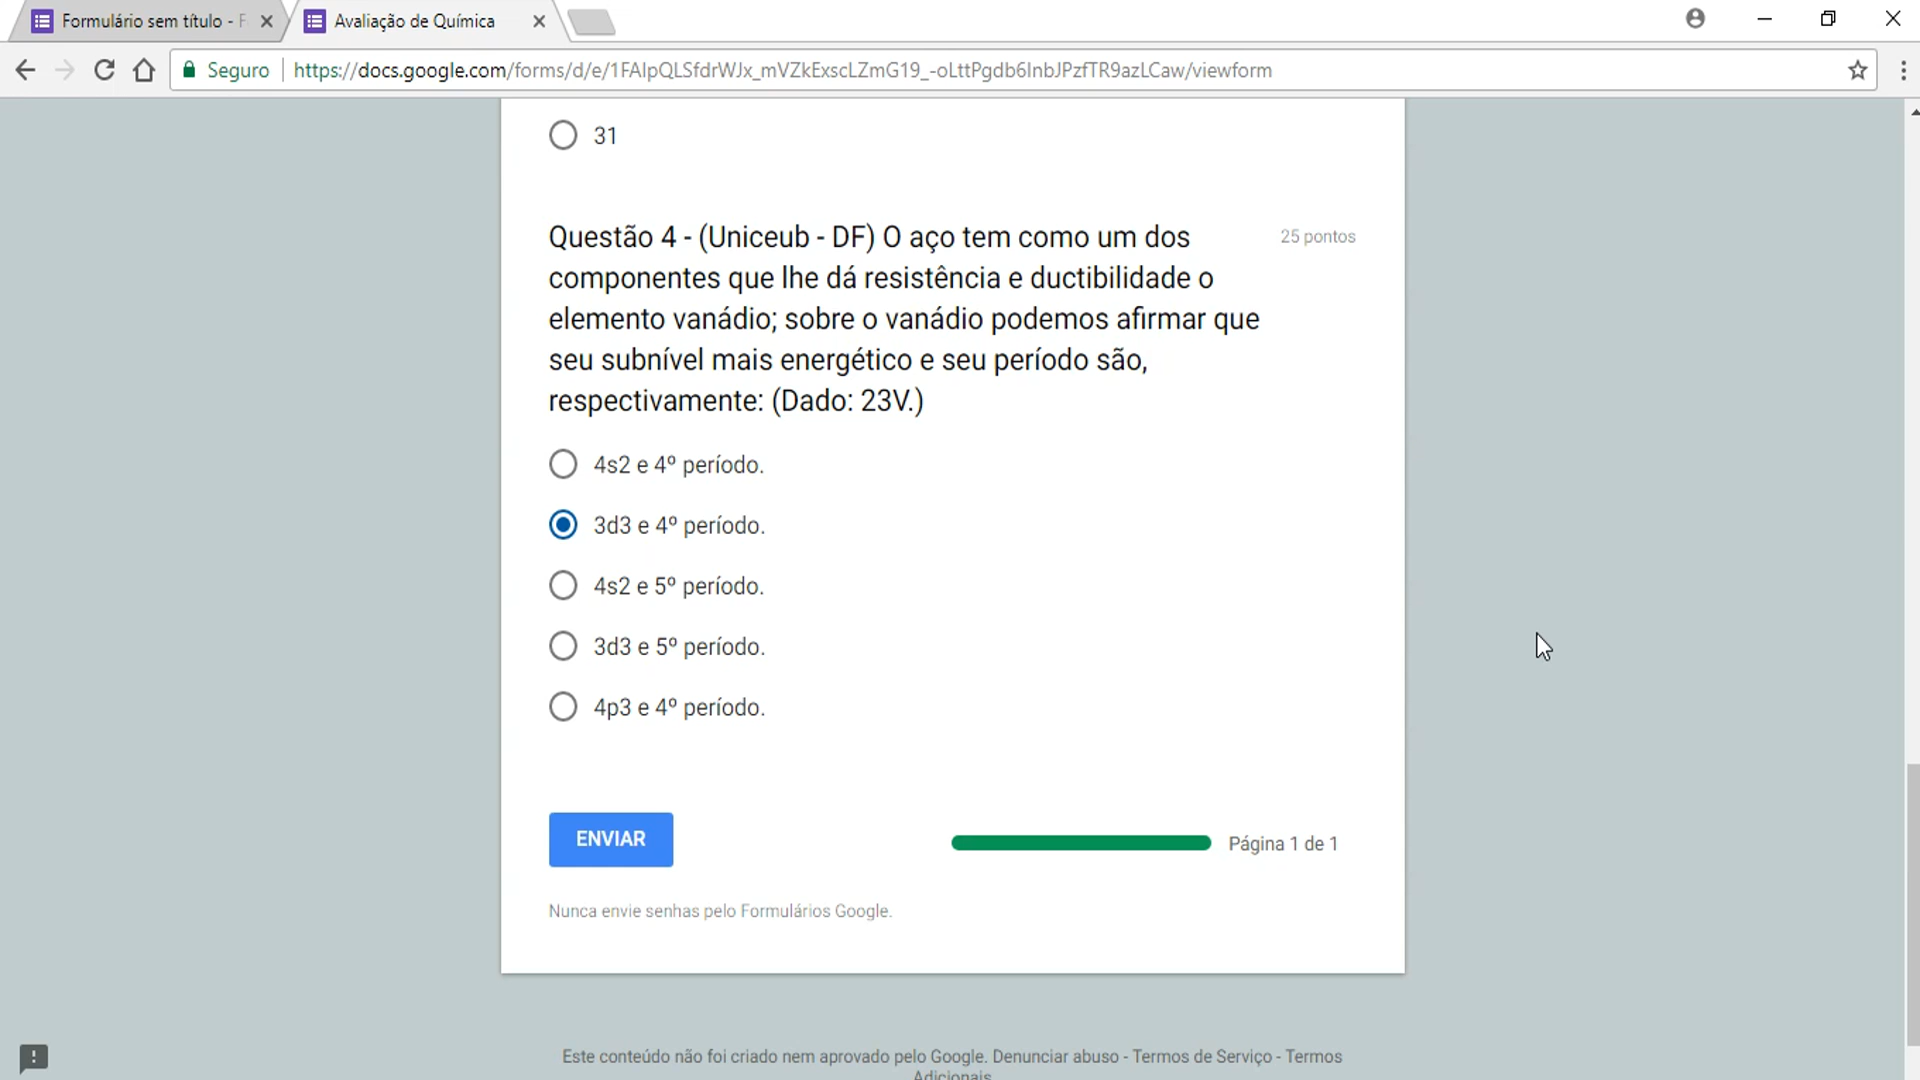 Formulário sem título - F
Avaliação de Química
Seguro
https://docs.google.com/forms/d/e/1FAIpQLSfdrWJx_mVZkExscLZmG19_-oLttPgdb6InbJPzfTR9azLCaw/viewform
31
Questão 4 - (Uniceub - DF) O aço tem como um dos
componentes que lhe dá resistência e ductibilidade o
elemento vanádio; sobre o vanádio podemos afirmar que
seu subnível mais energético e seu período são,
respectivamente: (Dado: 23V.)
25 pontos
4s2 e 4º período.
3d3 e 4º período.
4s2 e 5º período.
3d3 e 5º período.
4p3 e 4º período.
ENVIAR
Página 1 de 1
Nunca envie senhas pelo Formulários Google.
Este conteúdo não foi criado nem aprovado pelo Google. Denunciar abuso - Termos de Serviço - Termos
Adicionais